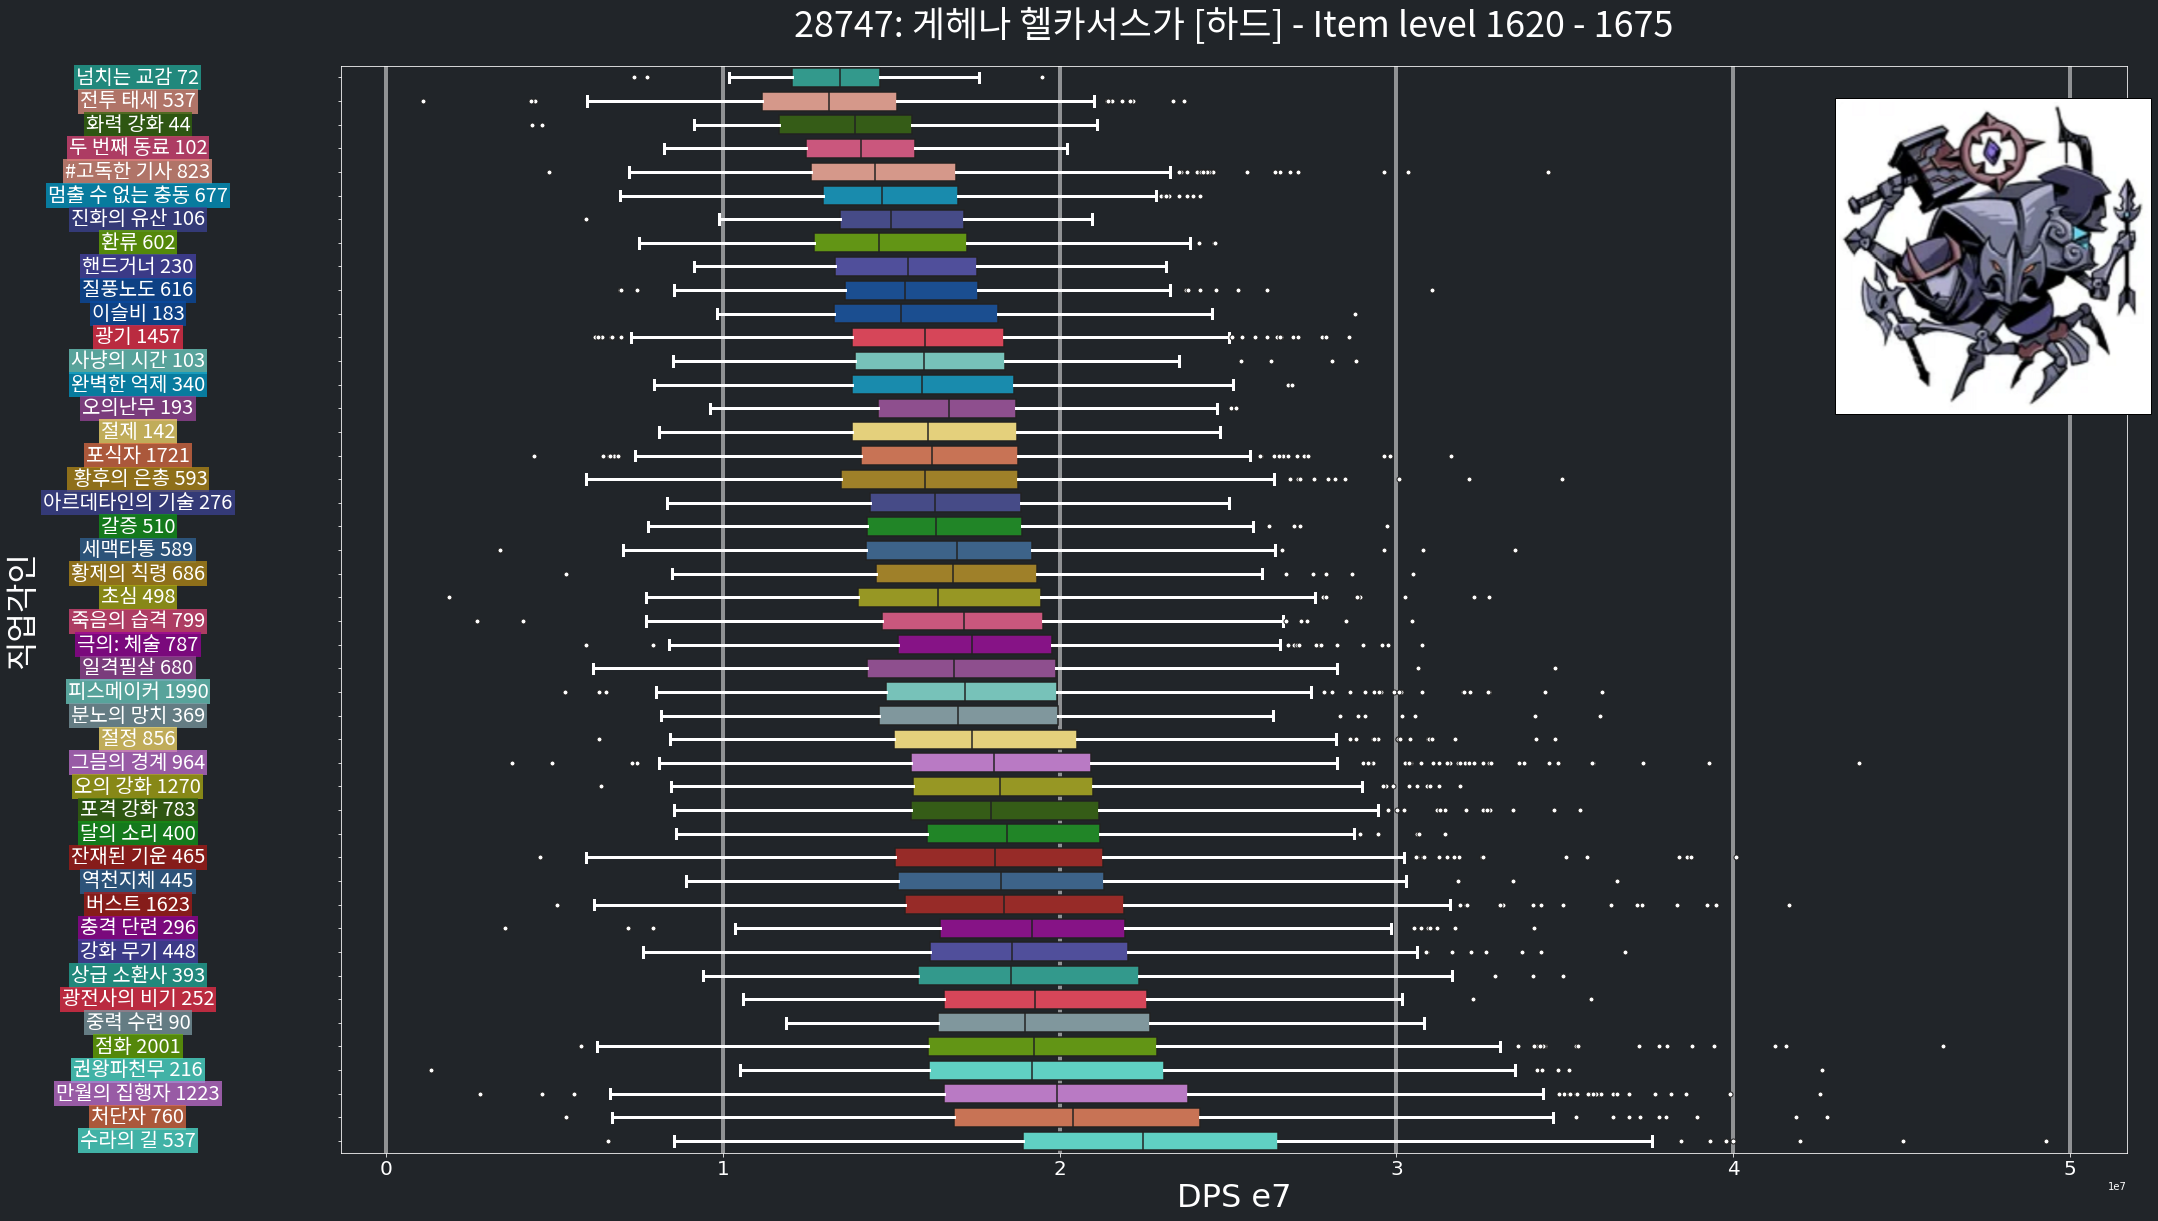 28747: 게헤나 헬카서스가 [하드] - Item level 1620 - 1675
넘치는 교감 72
전투 태세 537
화력 강화 44
두 번째 동료 102
#고독한 기사 823
멈출 수 없는 충동 677
진화의 유산 106
환류 602
핸드거너 230
질풍노도 616
이슬비 183
광기 1457
사냥의 시간 103
완벽한 억제 340
오의난무 193
절제 142
포식자 1721
황후의 은총 593
아르데타인의 기술 276
갈증 510
세맥타통 589
황제의 칙령 686
초심 498
죽음의 습격 799
극의: 체술 787
일격필살 680
피스메이커 1990
분노의 망치 369
절정 856
그믐의 경계 964
오의 강화 1270
포격 강화 783
달의 소리 400
잔재된 기운 465
역천지체 445
버스트 1623
충격 단련 296
강화 무기 448
상급 소환사 393
광전사의 비기 252
중력 수련 90
점화 2001
권왕파천무 216
만월의 집행자 1223
처단자 760
수라의 길 537
직업각인
0 1 2 3 4 5
1e7
DPS e7